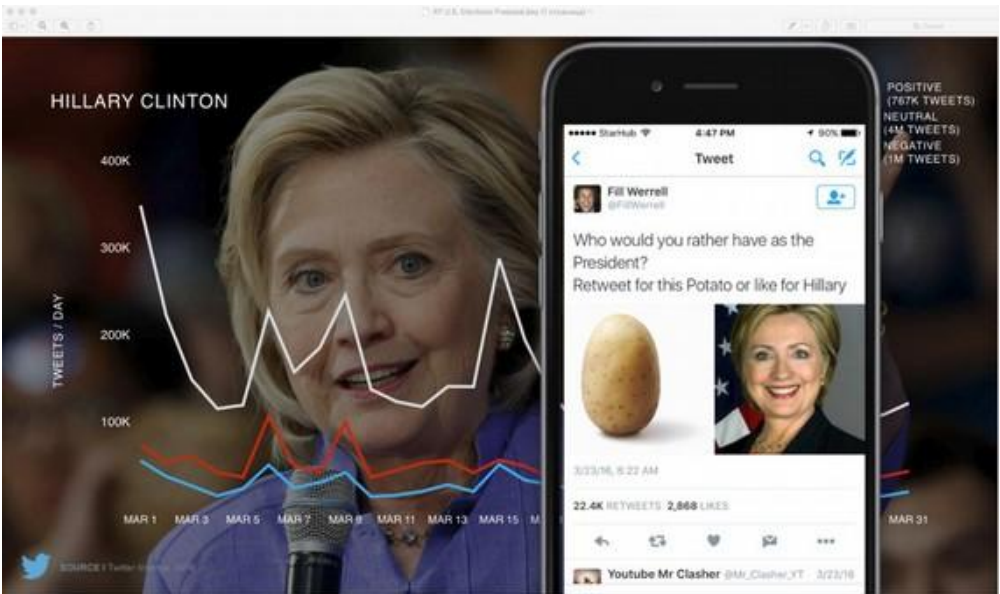 HILLARY CLINTON
400K
300K
200K
100K
TWEETS / DAY
MAR 1 MAR 3 MAR 5 MAR 7 MAR 9 MAR 11 MAR 13 MAR 15 M
MAR 31
POSITIVE
(767K TWEETS)
NEUTRAL
(4M TWEETS)
NEGATIVE
(1M TWEETS)
SOURCE Twitter
StarHub 4:47 PM 90%
Tweet
Fill Werrell
@FillWerrell
Who would you rather have as the
President?
Retweet for this Potato or like for Hillary
3/23/16, 6:22 AM
22.4K RETWEETS 2,868 LIKES
Youtube Mr Clasher @Mr_Clasher_YT 3/23/16